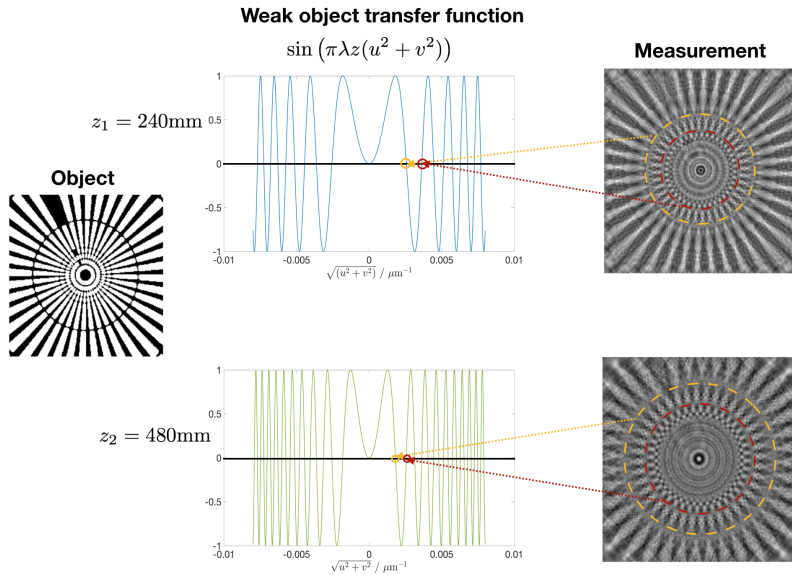 Weak object transfer function
sin (πλz(u² + v²))
Measurement
z₁ = 240mm
1
0.5
0
-0.5
-1
-0.01
-0.005
0
0.005
0.01
√(u² + v²) / μm⁻¹
Object
z₂ = 480mm
1
0.5
0
-0.5
-1
-0.01
-0.005
0
0.005
0.01
√u² + v² / μm⁻¹